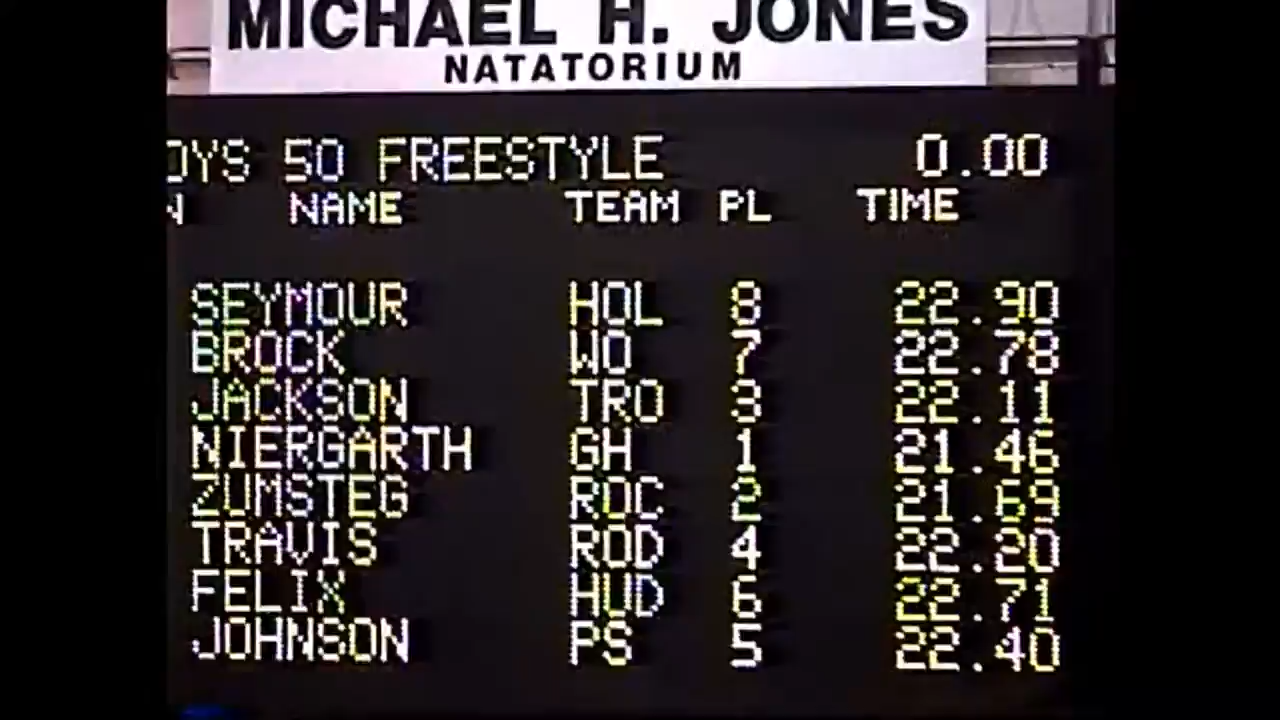 MICHAEL H. JONES
NATATORIUM
OYS 50 FREESTYLE 0.00
N NAME TEAM PL TIME
SEYMOUR HOL 8 22.90
BROCK WO 7 22.78
JACKSON TRO 3 22.11
NIERGARTH GH 1 21.46
ZUMSTEG ROC 2 21.69
TRAVIS ROD 4 22.20
FELIX HUD 6 22.71
JOHNSON PS 5 22.40